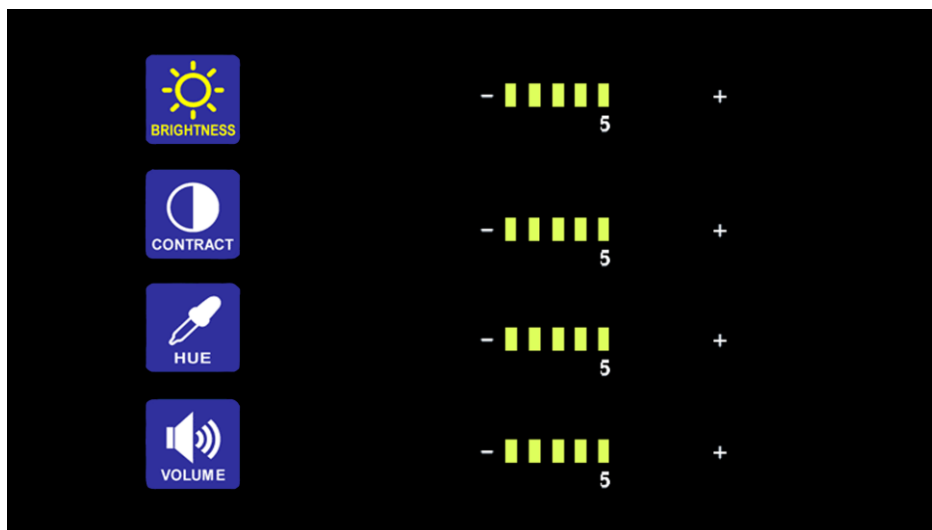 BRIGHTNESS
- +
5
CONTRACT
- +
5
HUE
- +
5
VOLUME
- +
5